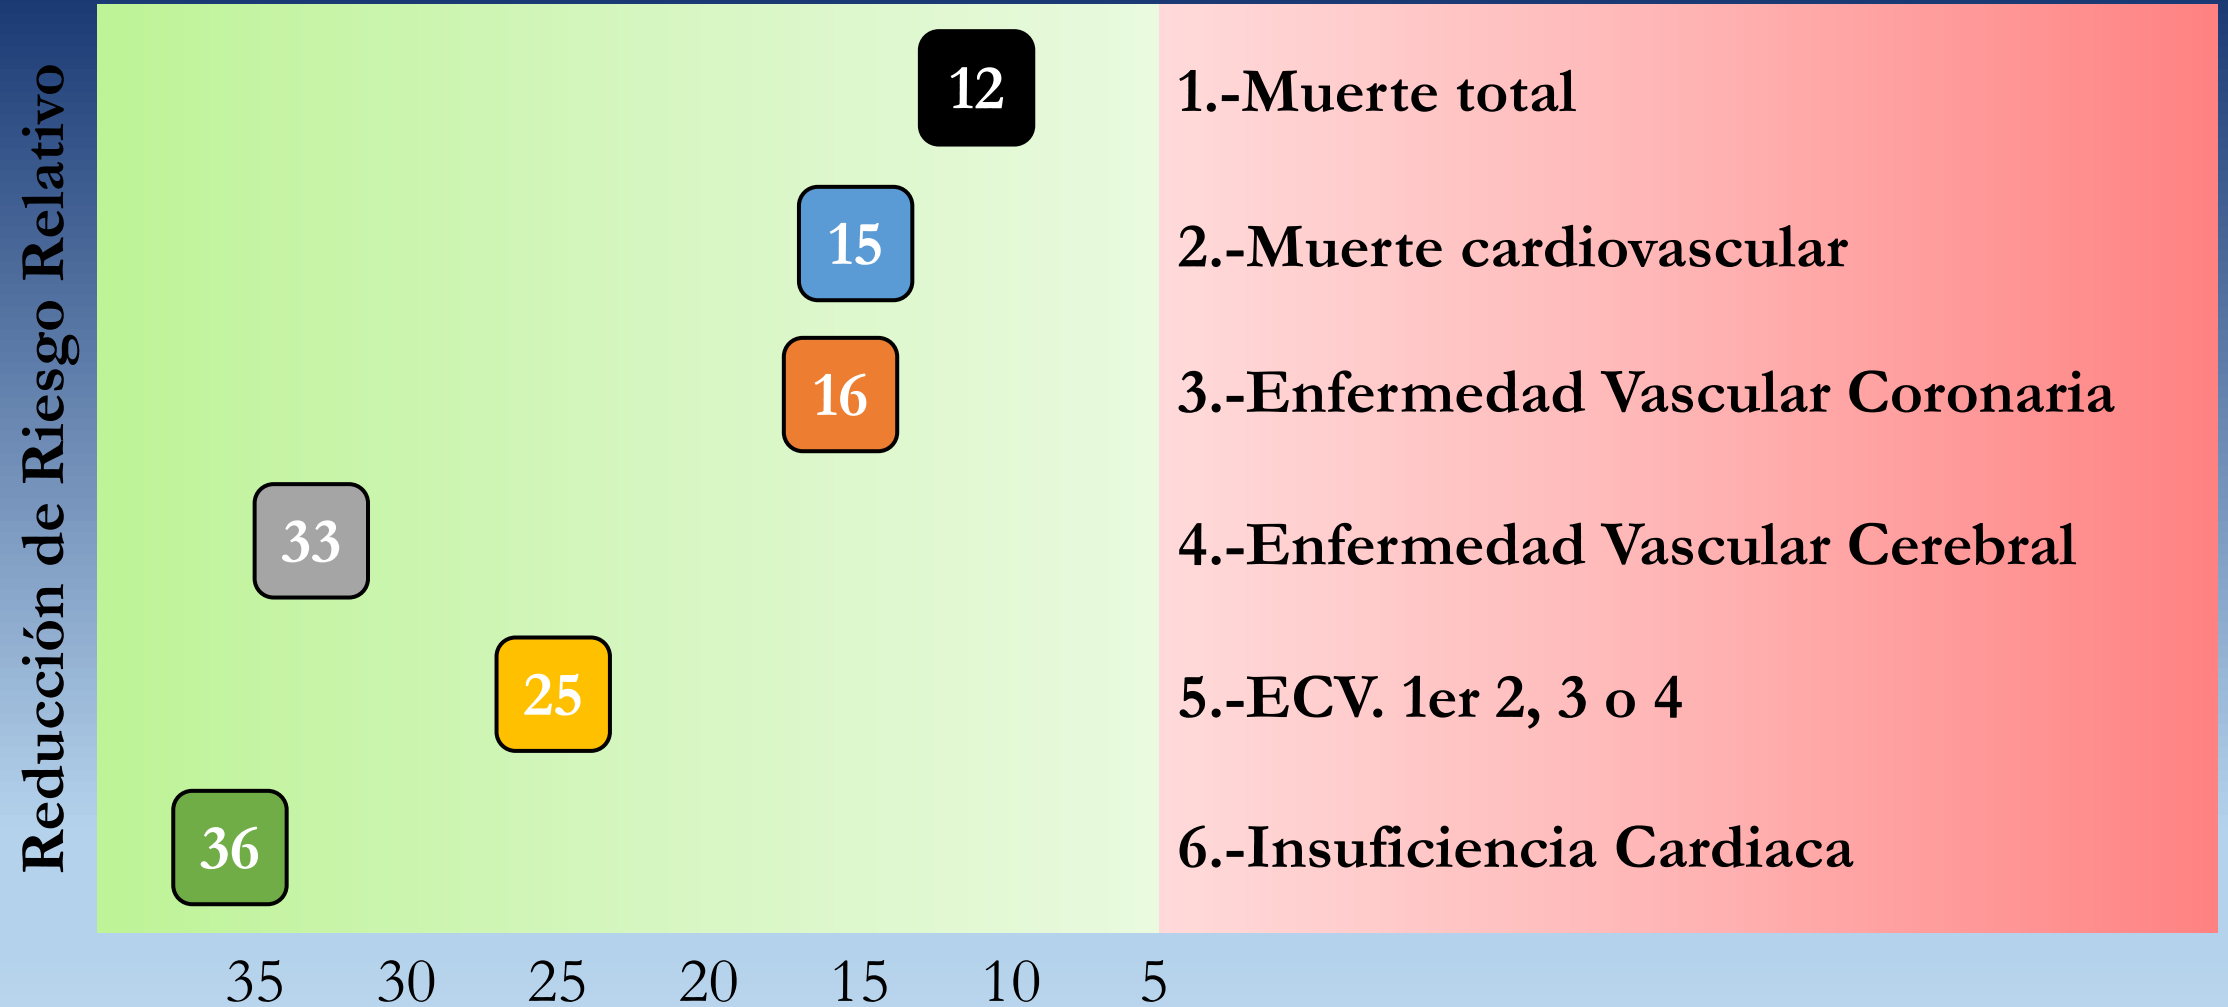 Reducción de Riesgo Relativo
12
1.-Muerte total
15
2.-Muerte cardiovascular
16
3.-Enfermedad Vascular Coronaria
33
4.-Enfermedad Vascular Cerebral
25
5.-ECV. 1er 2, 3 o 4
36
6.-Insuficiencia Cardiaca
35 30 25 20 15 10 5